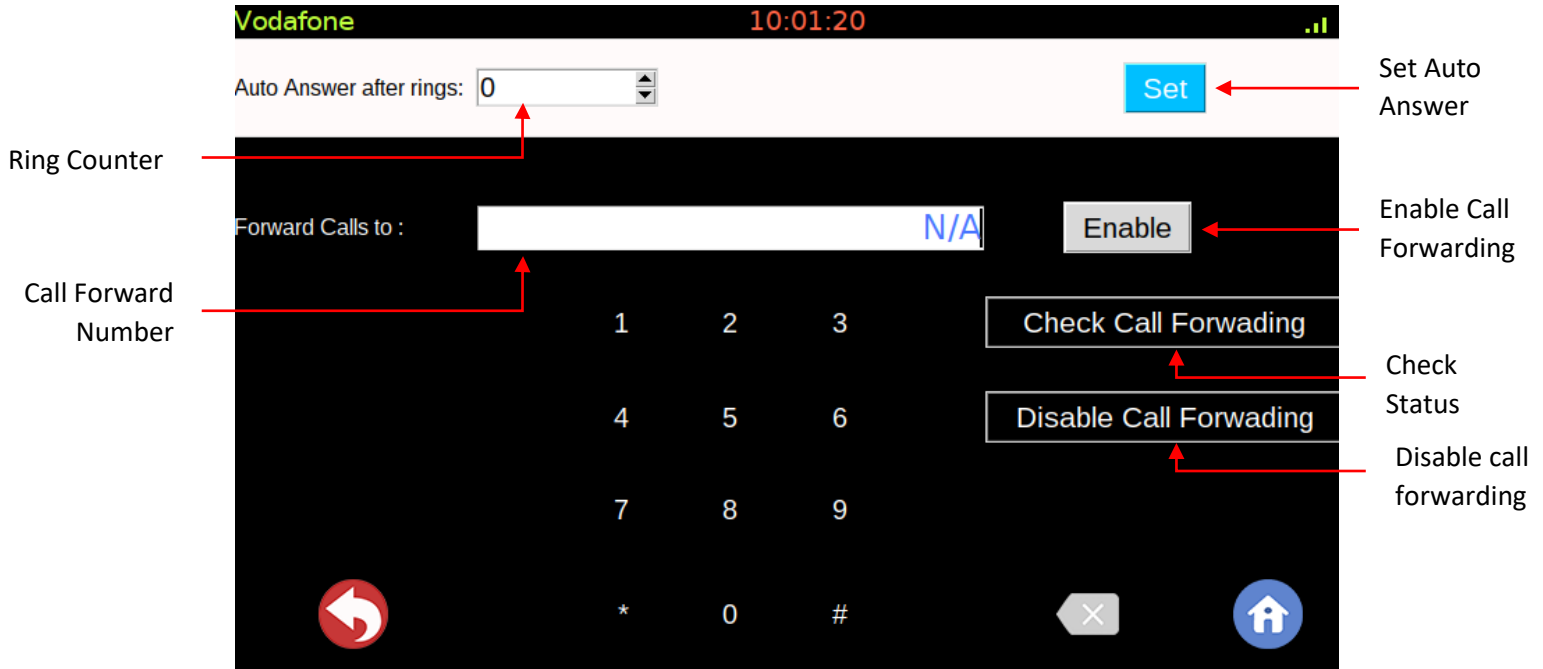 Vodafone 10:01:20
Auto Answer after rings: 0 Set
Set Auto
Answer
Ring Counter
Forward Calls to : N/A Enable
Enable Call
Forwarding
Call Forward
Number
1 2 3 Check Call Forwading
Check
Status
4 5 6 Disable Call Forwading
Disable call
forwarding
7 8 9
* 0 #